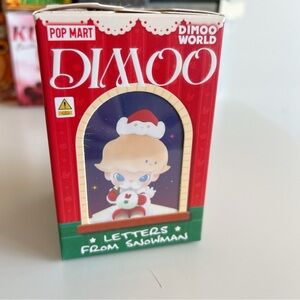 POP MART
DIMOO
WORLD
DIMOO
LETTERS
FROM SNOWMAN